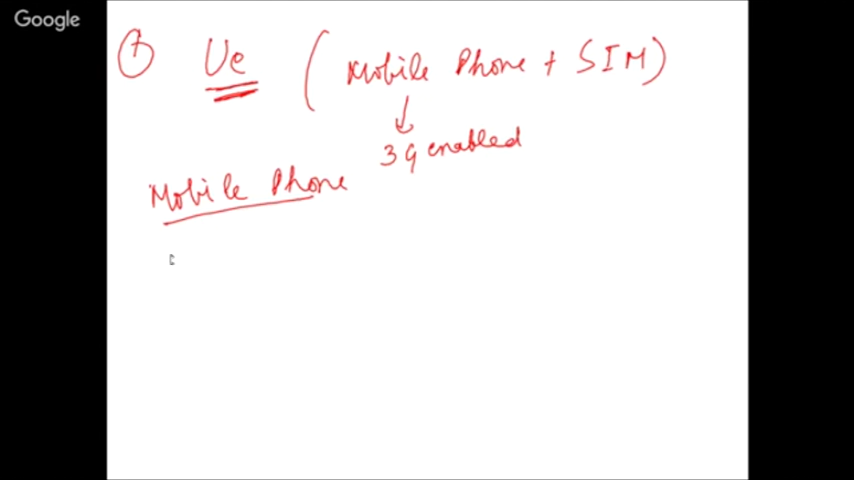 Google
1 Ue (Mobile Phone + SIM)
↓
3G enabled
Mobile Phone